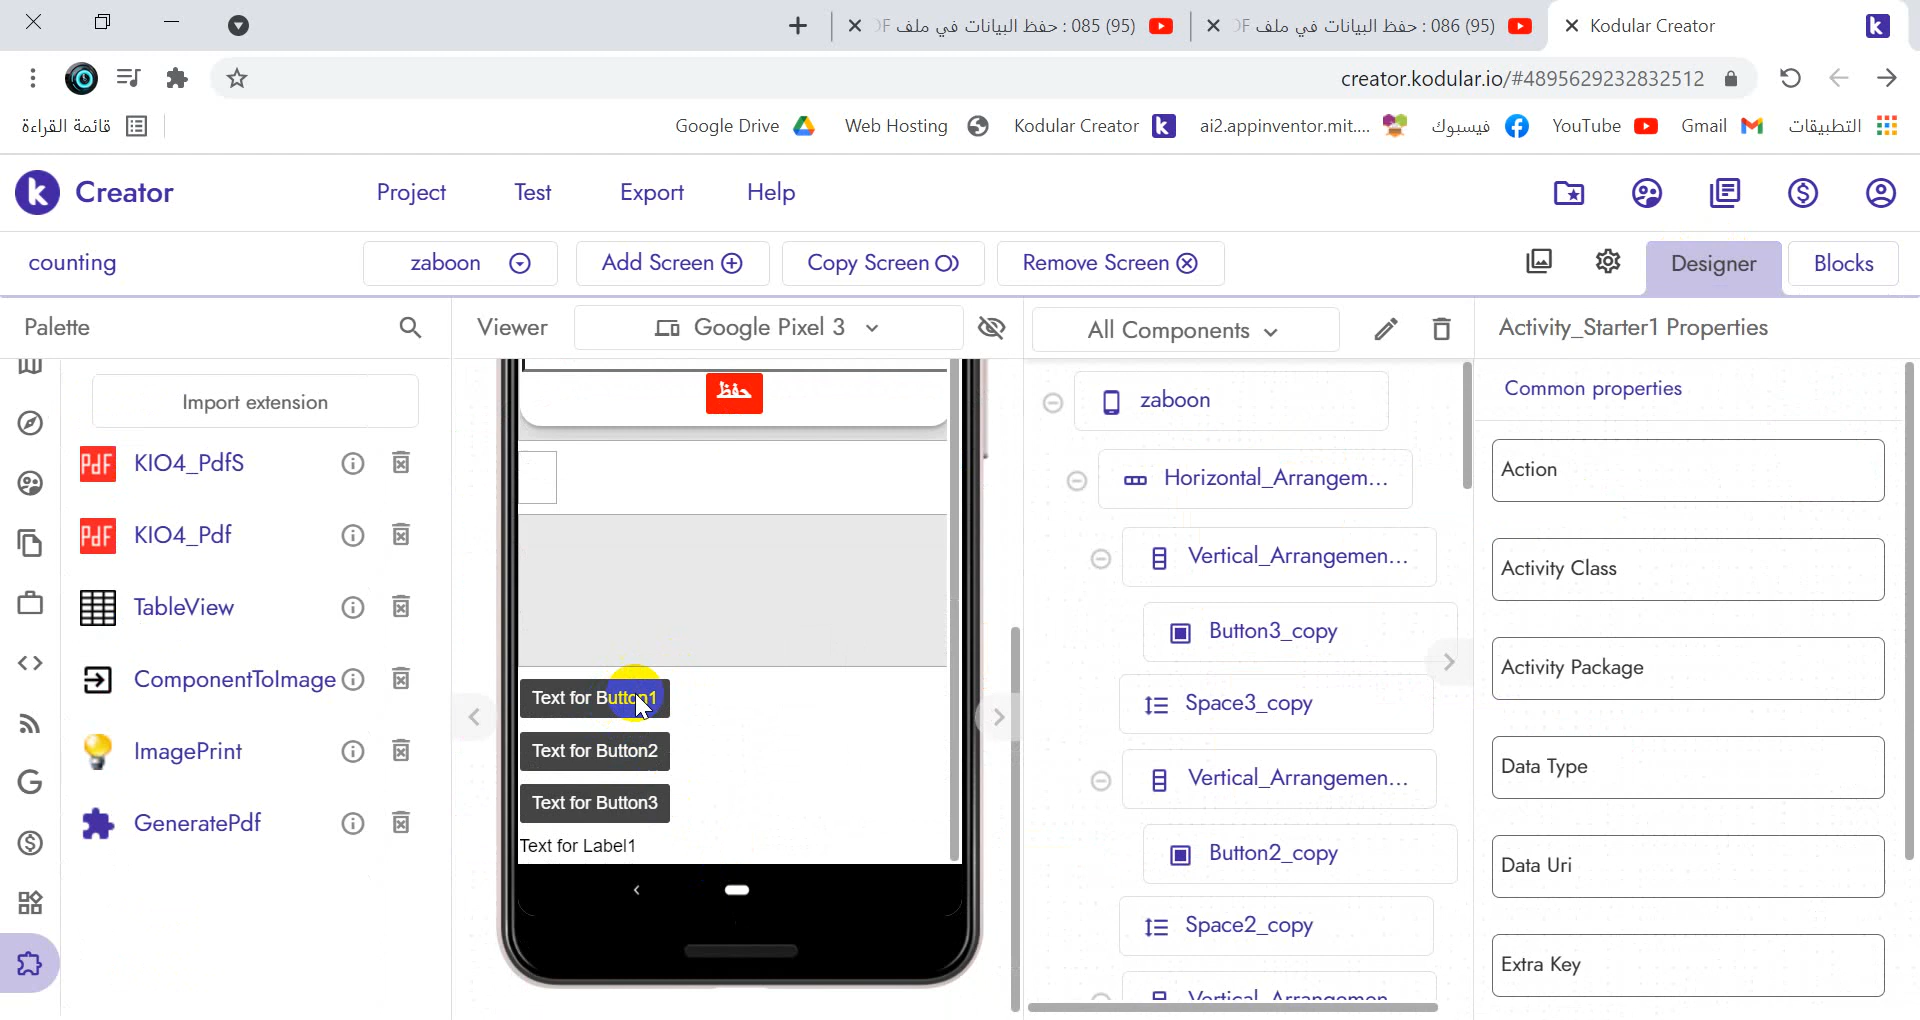 085 (95) : حفظ البيانات في ملف
086 (95) : حفظ البيانات في ملف
Kodular Creator
creator.kodular.io/#4895629232832512
قائمة القراءة
Google Drive
Web Hosting
Kodular Creator
ai2.appinventor.mit....
فيسبوك
YouTube
Gmail
التطبيقات
Creator
Project
Test
Export
Help
counting
zaboon
Add Screen
Copy Screen
Remove Screen
Designer
Blocks
Palette
Viewer
Google Pixel 3
All Components
Activity_Starter1 Properties
Import extension
KIO4_PdfS
KIO4_Pdf
TableView
ComponentToImage
ImagePrint
GeneratePdf
حفظ
Text for Button1
Text for Button2
Text for Button3
Text for Label1
zaboon
Horizontal_Arrangem...
Vertical_Arrangemen...
Button3_copy
Space3_copy
Vertical_Arrangemen...
Button2_copy
Space2_copy
Vertical_Arrangemen
Common properties
Action
Activity Class
Activity Package
Data Type
Data Uri
Extra Key